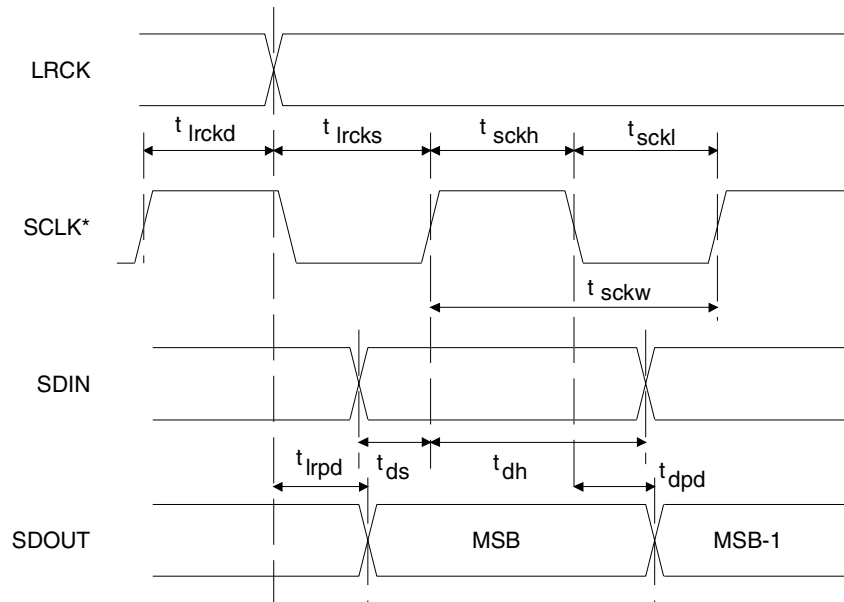 LRCK
t lrckd t lrcks t sckh t sckl
SCLK*
t sckw
SDIN
t lrpd t ds t dh t dpd
SDOUT MSB MSB-1